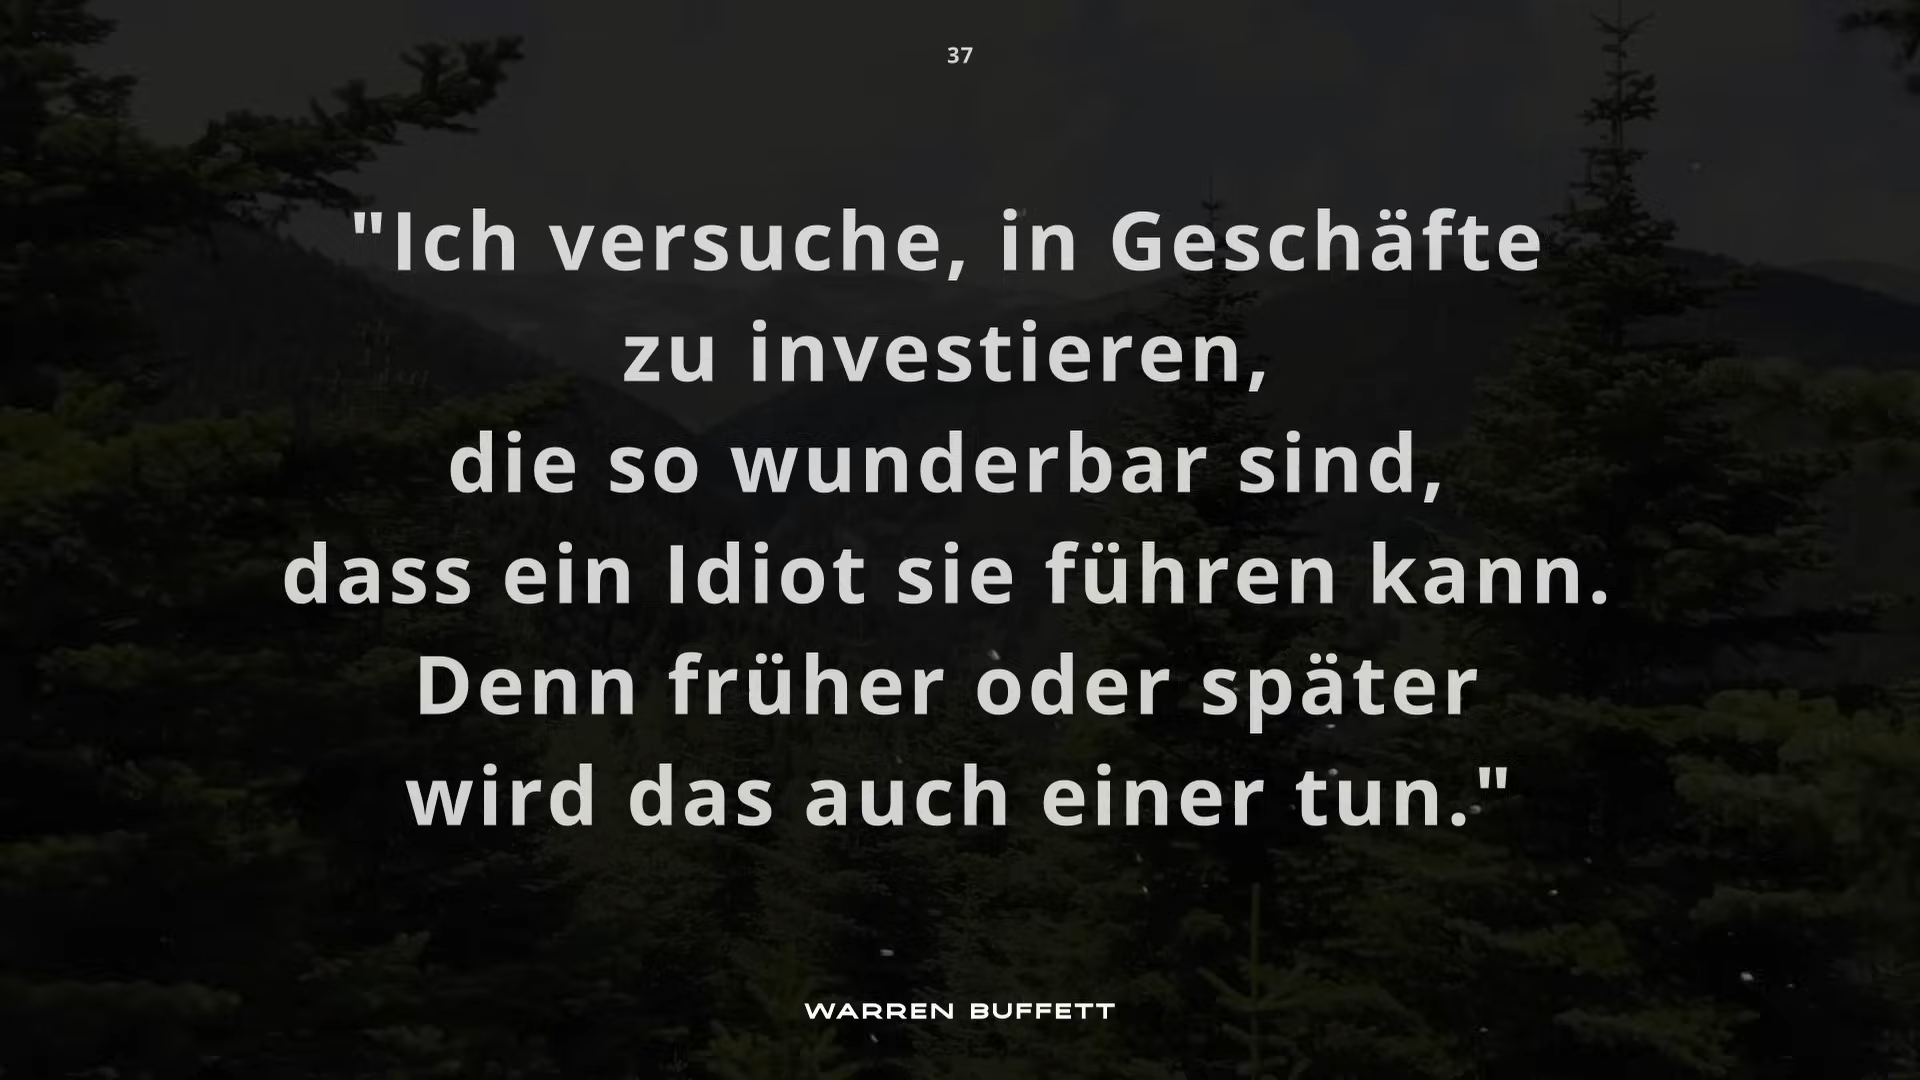 37
"Ich versuche, in Geschäfte
zu investieren,
die so wunderbar sind,
dass ein Idiot sie führen kann.
Denn früher oder später
wird das auch einer tun."
WARREN BUFFETT